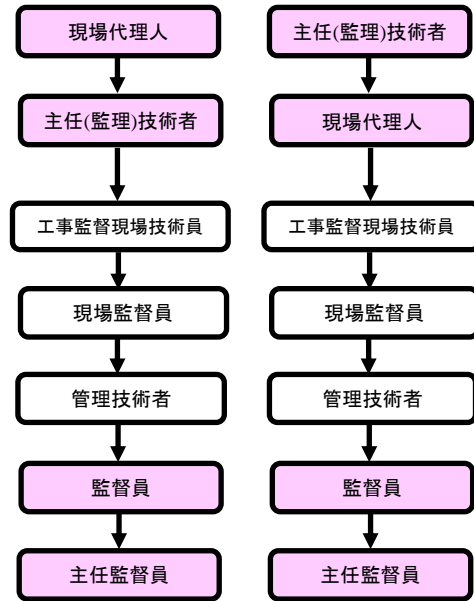 現場代理人
主任(監理)技術者
工事監督現場技術員
現場監督員
管理技術者
監督員
主任監督員
主任(監理)技術者
現場代理人
工事監督現場技術員
現場監督員
管理技術者
監督員
主任監督員